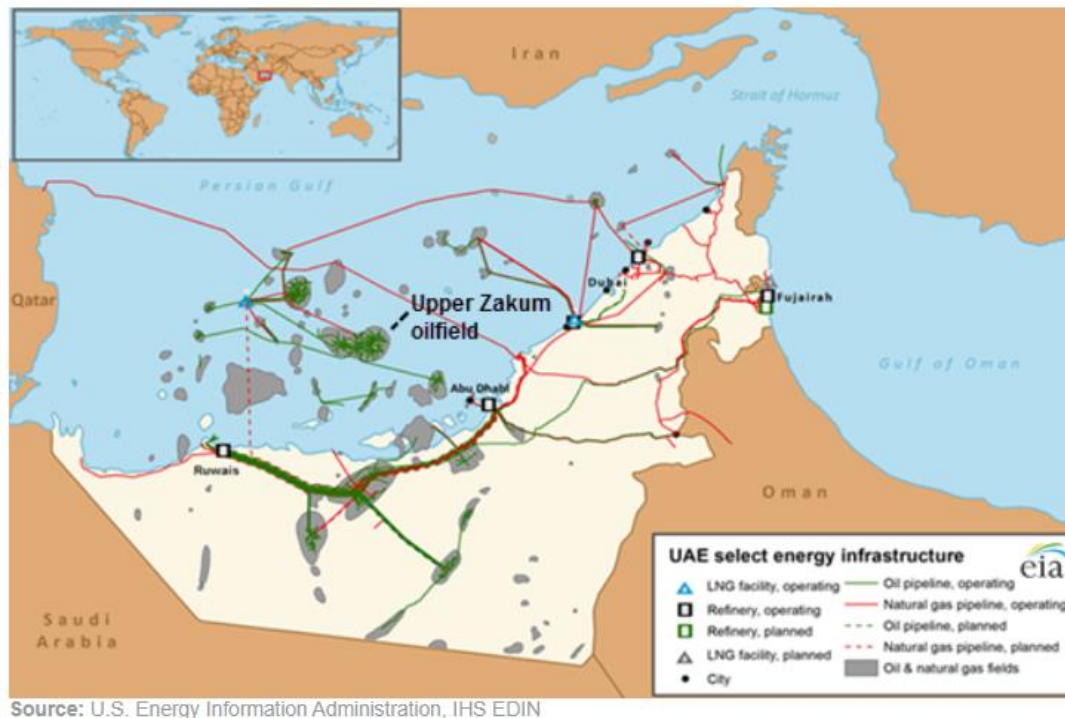 Iran
Strait of Hormuz
Persian Gulf
Qatar
Dubai
Fujairah
Upper Zakum
oilfield
Gulf of Oman
Abu Dhabi
Ruwais
Oman
Saudi
Arabia
UAE select energy infrastructure
eia
LNG facility, operating
Refinery, operating
Refinery, planned
LNG facility, planned
City
Oil pipeline, operating
Natural gas pipeline, operating
Oil pipeline, planned
Natural gas pipeline, planned
Oil & natural gas fields
Source: U.S. Energy Information Administration, IHS EDIN